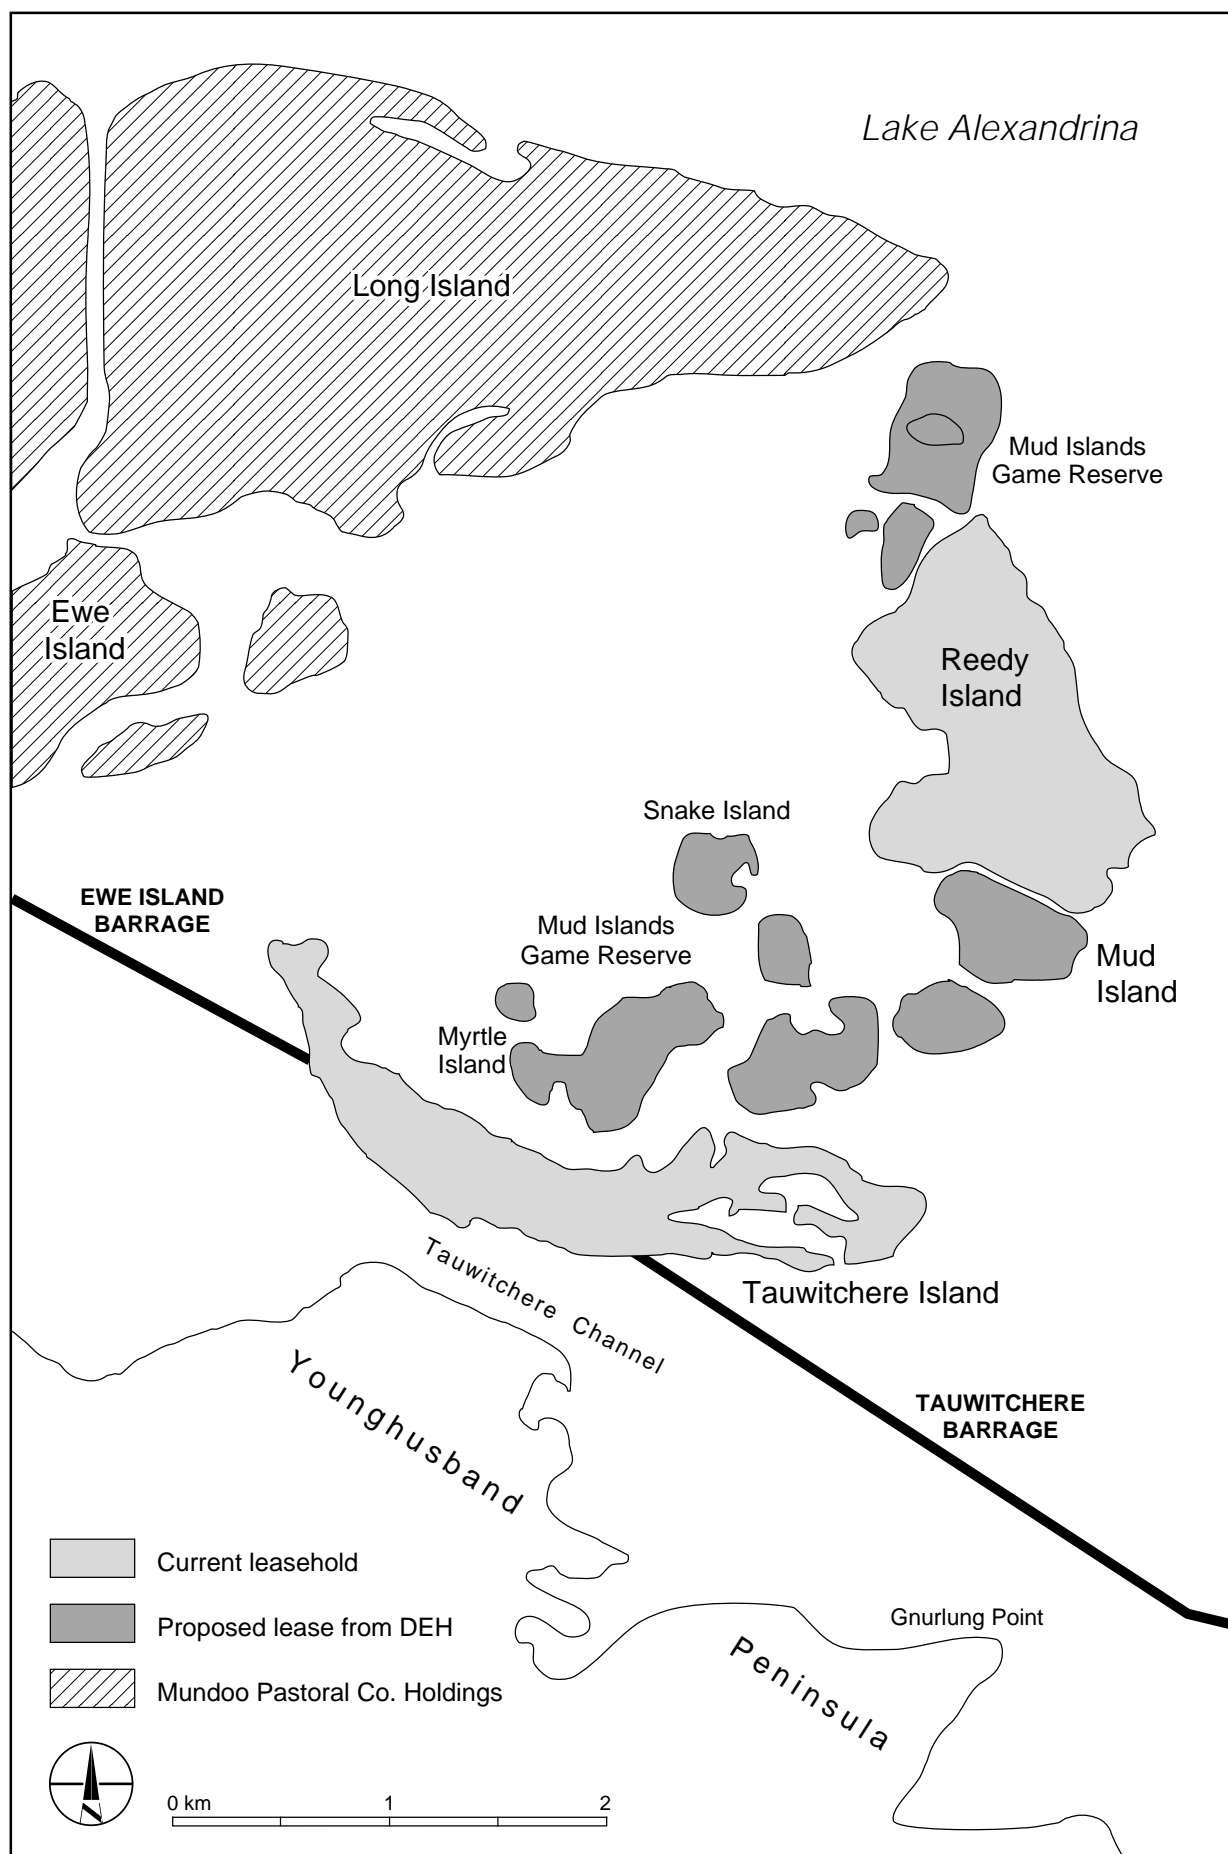 Lake Alexandrina
Long Island
Mud Islands
Game Reserve
Ewe
Island
Reedy
Island
Snake Island
EWE ISLAND
BARRAGE
Mud Islands
Game Reserve
Mud
Island
Myrtle
Island
Tauwitchere Channel
Tauwitchere Island
Younghusband
TAUWITCHERE
BARRAGE
Current leasehold
Proposed lease from DEH
Gnurlung Point
Peninsula
Mundoo Pastoral Co. Holdings
0 km 1 2